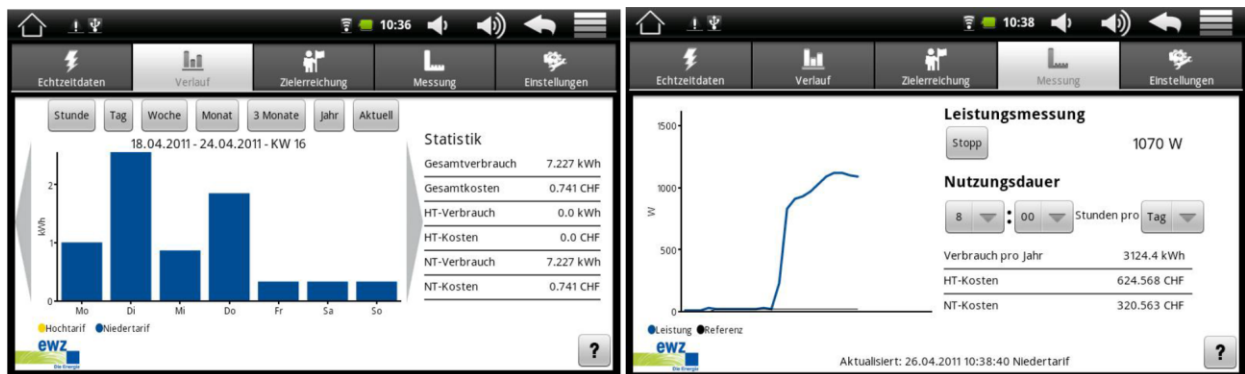 10:36
Echtzeitdaten Verlauf Zielerreichung Messung Einstellungen
Stunde Tag Woche Monat 3 Monate Jahr Aktuell
18.04.2011 - 24.04.2011 - KW 16
kWh
2
1
0
Mo Di Mi Do Fr Sa So
Hochtarif Niedertarif
Statistik
Gesamtverbrauch 7.227 kWh
Gesamtkosten 0.741 CHF
HT-Verbrauch 0.0 kWh
HT-Kosten 0.0 CHF
NT-Verbrauch 7.227 kWh
NT-Kosten 0.741 CHF
ewz
Die Energie
?
10:38
Echtzeitdaten Verlauf Zielerreichung Messung Einstellungen
W
1500
1000
500
0
Leistung Referenz
Leistungsmessung
Stopp 1070 W
Nutzungsdauer
8 : 00 Stunden pro Tag
Verbrauch pro Jahr 3124.4 kWh
HT-Kosten 624.568 CHF
NT-Kosten 320.563 CHF
ewz
Die Energie
Aktualisiert: 26.04.2011 10:38:40 Niedertarif
?